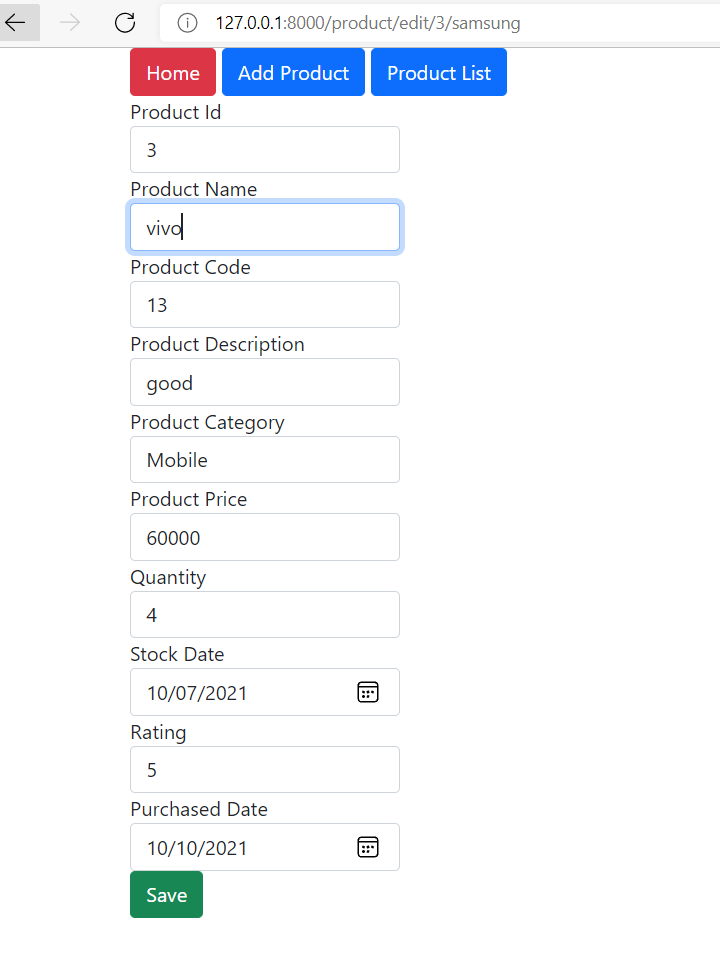 127.0.0.1:8000/product/edit/3/samsung
Home Add Product Product List
Product Id
3
Product Name
vivo
Product Code
13
Product Description
good
Product Category
Mobile
Product Price
60000
Quantity
4
Stock Date
10/07/2021
Rating
5
Purchased Date
10/10/2021
Save